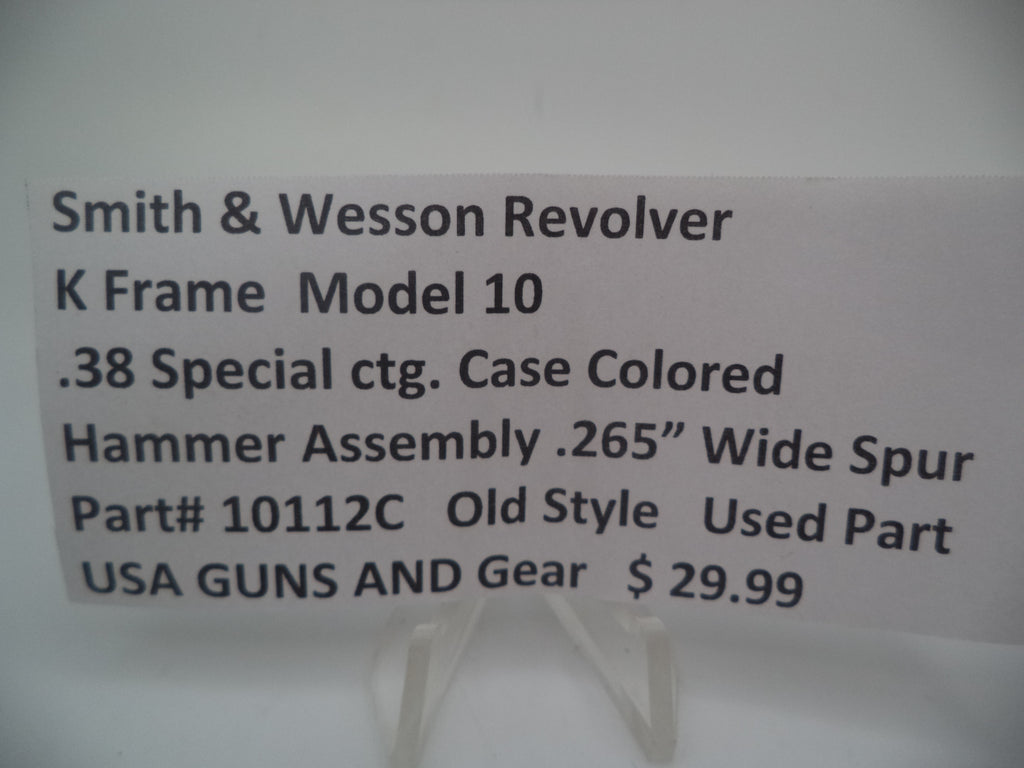 Smith & Wesson Revolver
K Frame Model 10
.38 Special ctg. Case Colored
Hammer Assembly .265” Wide Spur
Part# 10112C Old Style Used Part
USA GUNS AND Gear $ 29.99